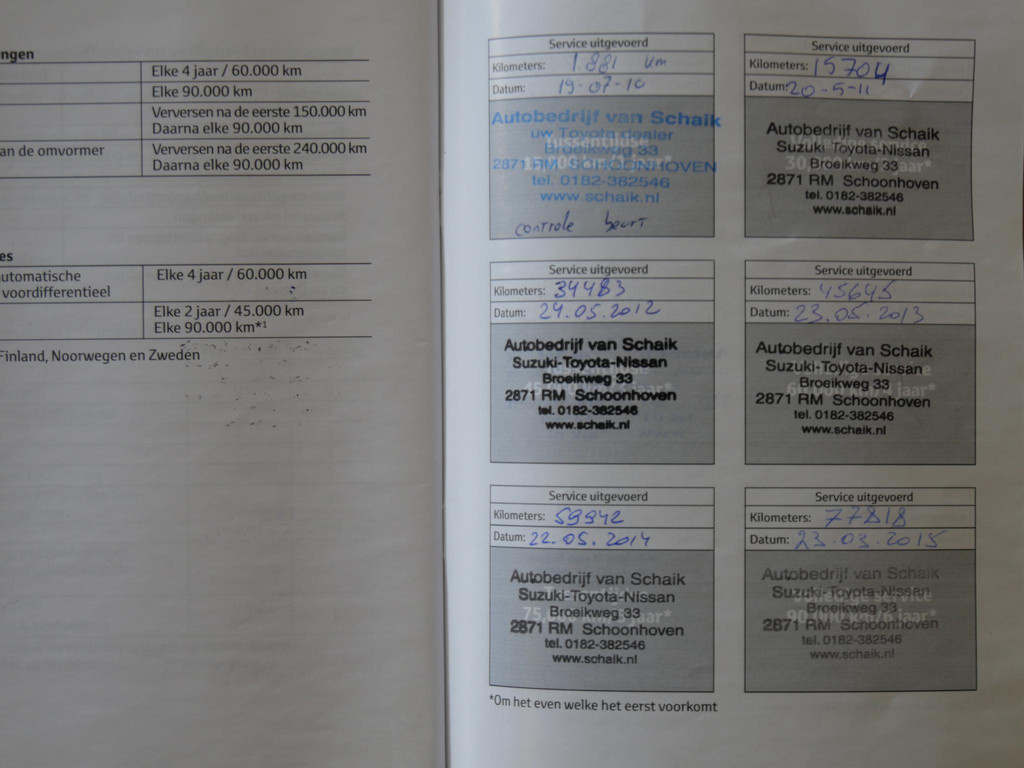 ngen
Elke 4 jaar / 60.000 km
Elke 90.000 km
Verversen na de eerste 150.000 km
Daarna elke 90.000 km
an de omvormer
Verversen na de eerste 240.000 km
Daarna elke 90.000 km
es
utomatische
voordifferentieel
Elke 4 jaar / 60.000 km
Elke 2 jaar / 45.000 km
Elke 90.000 km*1
Finland, Noorwegen en Zweden
Service uitgevoerd
Kilometers: 1881 km
Datum: 19-07-10
Autobedrijf van Schaik
uw Toyota dealer
Broeikweg 33
2871 RM SCHOONHOVEN
tel. 0182-382546
www.schaik.nl
controle beurt
Service uitgevoerd
Kilometers: 15704
Datum: 20-5-11
Autobedrijf van Schaik
Suzuki-Toyota-Nissan
Broeikweg 33
2871 RM Schoonhoven
tel. 0182-382546
www.schaik.nl
Service uitgevoerd
Kilometers: 34483
Datum: 24.05.2012
Autobedrijf van Schaik
Suzuki-Toyota-Nissan
Broeikweg 33
2871 RM Schoonhoven
tel. 0182-382546
www.schaik.nl
Service uitgevoerd
Kilometers: 45645
Datum: 23.05.2013
Autobedrijf van Schaik
Suzuki-Toyota-Nissan
Broeikweg 33
2871 RM Schoonhoven
tel. 0182-382546
www.schaik.nl
Service uitgevoerd
Kilometers: 59942
Datum: 22.05.2014
Autobedrijf van Schaik
Suzuki-Toyota-Nissan
Broeikweg 33
2871 RM Schoonhoven
tel. 0182-382546
www.schaik.nl
Service uitgevoerd
Kilometers: 77818
Datum: 23.03.2015
Autobedrijf van Schaik
Suzuki-Toyota-Nissan
Broeikweg 33
2871 RM Schoonhoven
tel. 0182-382546
www.schaik.nl
*Om het even welke het eerst voorkomt